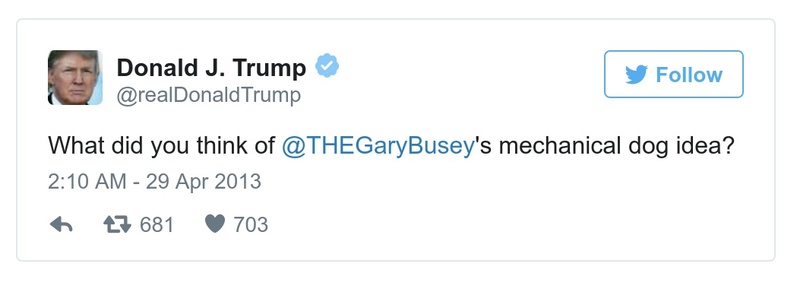 Donald J. Trump
@realDonaldTrump
Follow
What did you think of @THEGaryBusey's mechanical dog idea?
2:10 AM - 29 Apr 2013
681 703